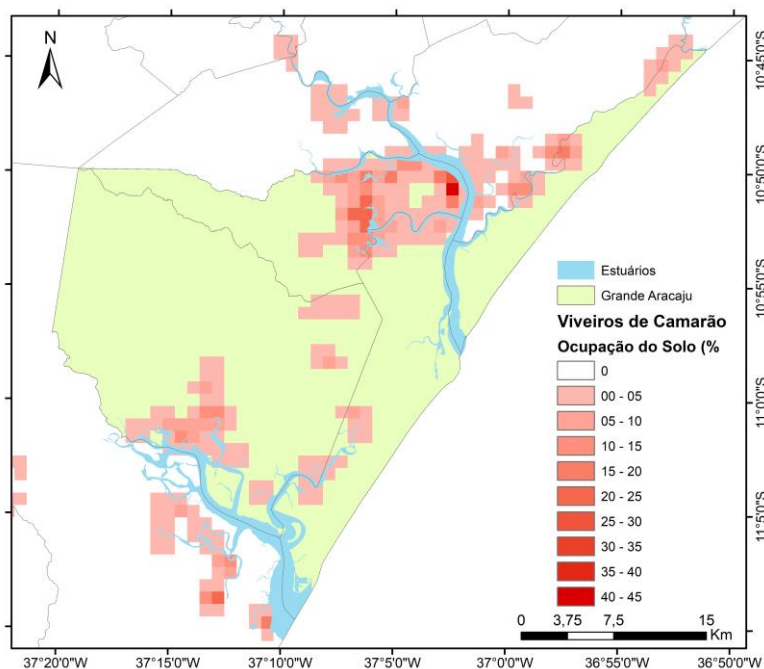 N
10°45'0"S
10°50'0"S
10°55'0"S
11°0'0"S
11°5'0"S
Estuários
Grande Aracaju
Viveiros de Camarão
Ocupação do Solo (%
0
00 - 05
05 - 10
10 - 15
15 - 20
20 - 25
25 - 30
30 - 35
35 - 40
40 - 45
0 3,75 7,5 15
Km
37°20'0"W 37°15'0"W 37°10'0"W 37°5'0"W 37°0'0"W 36°55'0"W 36°50'0"W